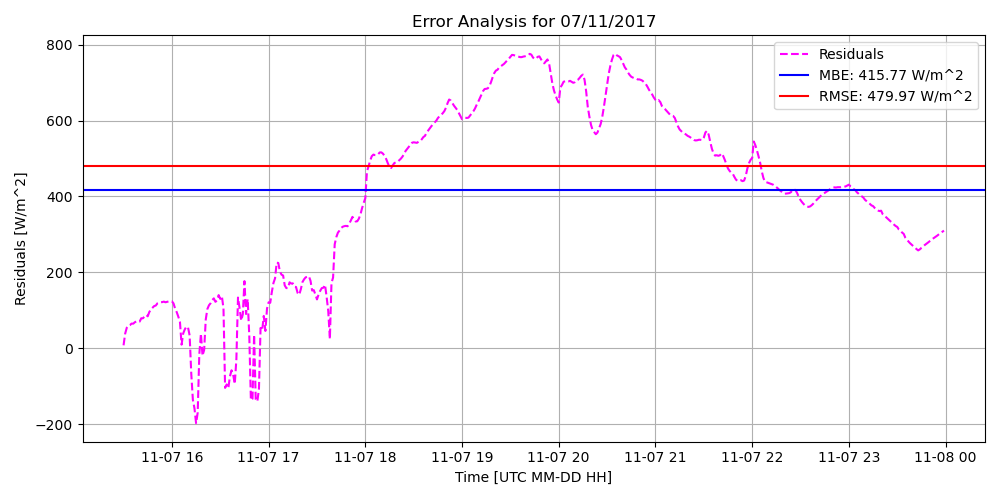 Error Analysis for 07/11/2017
Residuals
MBE: 415.77 W/m^2
RMSE: 479.97 W/m^2
Residuals [W/m^2]
800
600
400
200
0
−200
11-07 16 11-07 17 11-07 18 11-07 19 11-07 20 11-07 21 11-07 22 11-07 23 11-08 00
Time [UTC MM-DD HH]